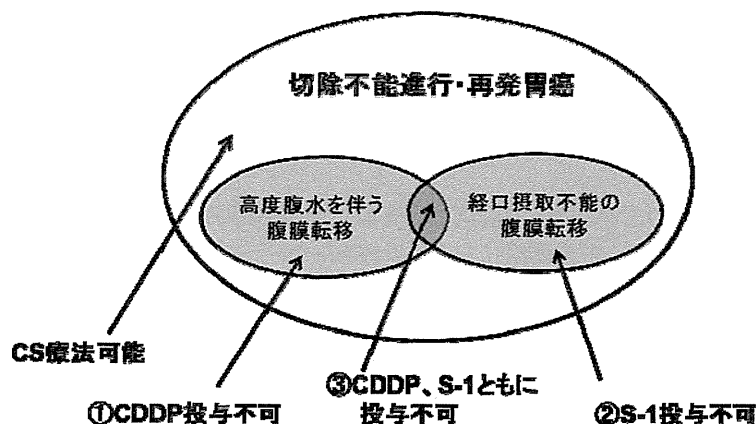 切除不能進行・再発胃癌
高度腹水を伴う
腹膜転移
経口摂取不能の
腹膜転移
CS療法可能
①CDDP投与不可
③CDDP、S-1ともに
投与不可
②S-1投与不可